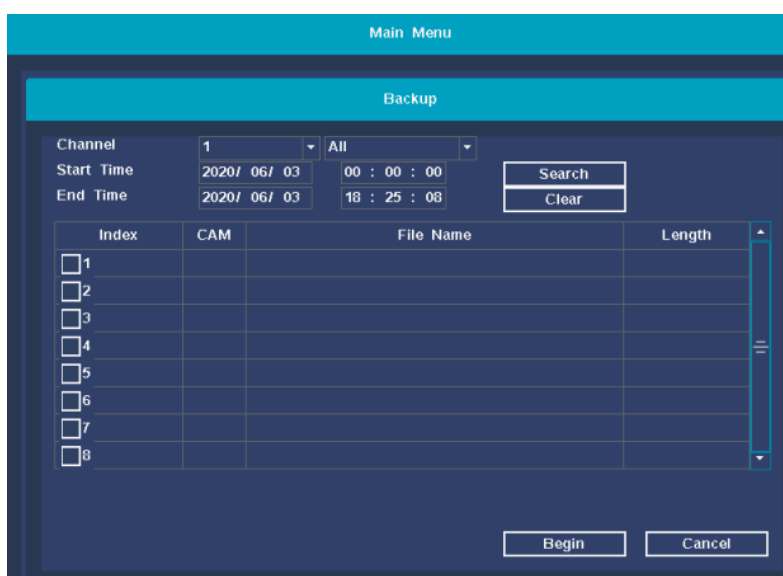 Main Menu
Backup
Channel 1 All
Start Time 2020/ 06/ 03 00 : 00 : 00 Search
End Time 2020/ 06/ 03 18 : 25 : 08 Clear
Index CAM File Name Length
1
2
3
4
5
6
7
8
Begin Cancel